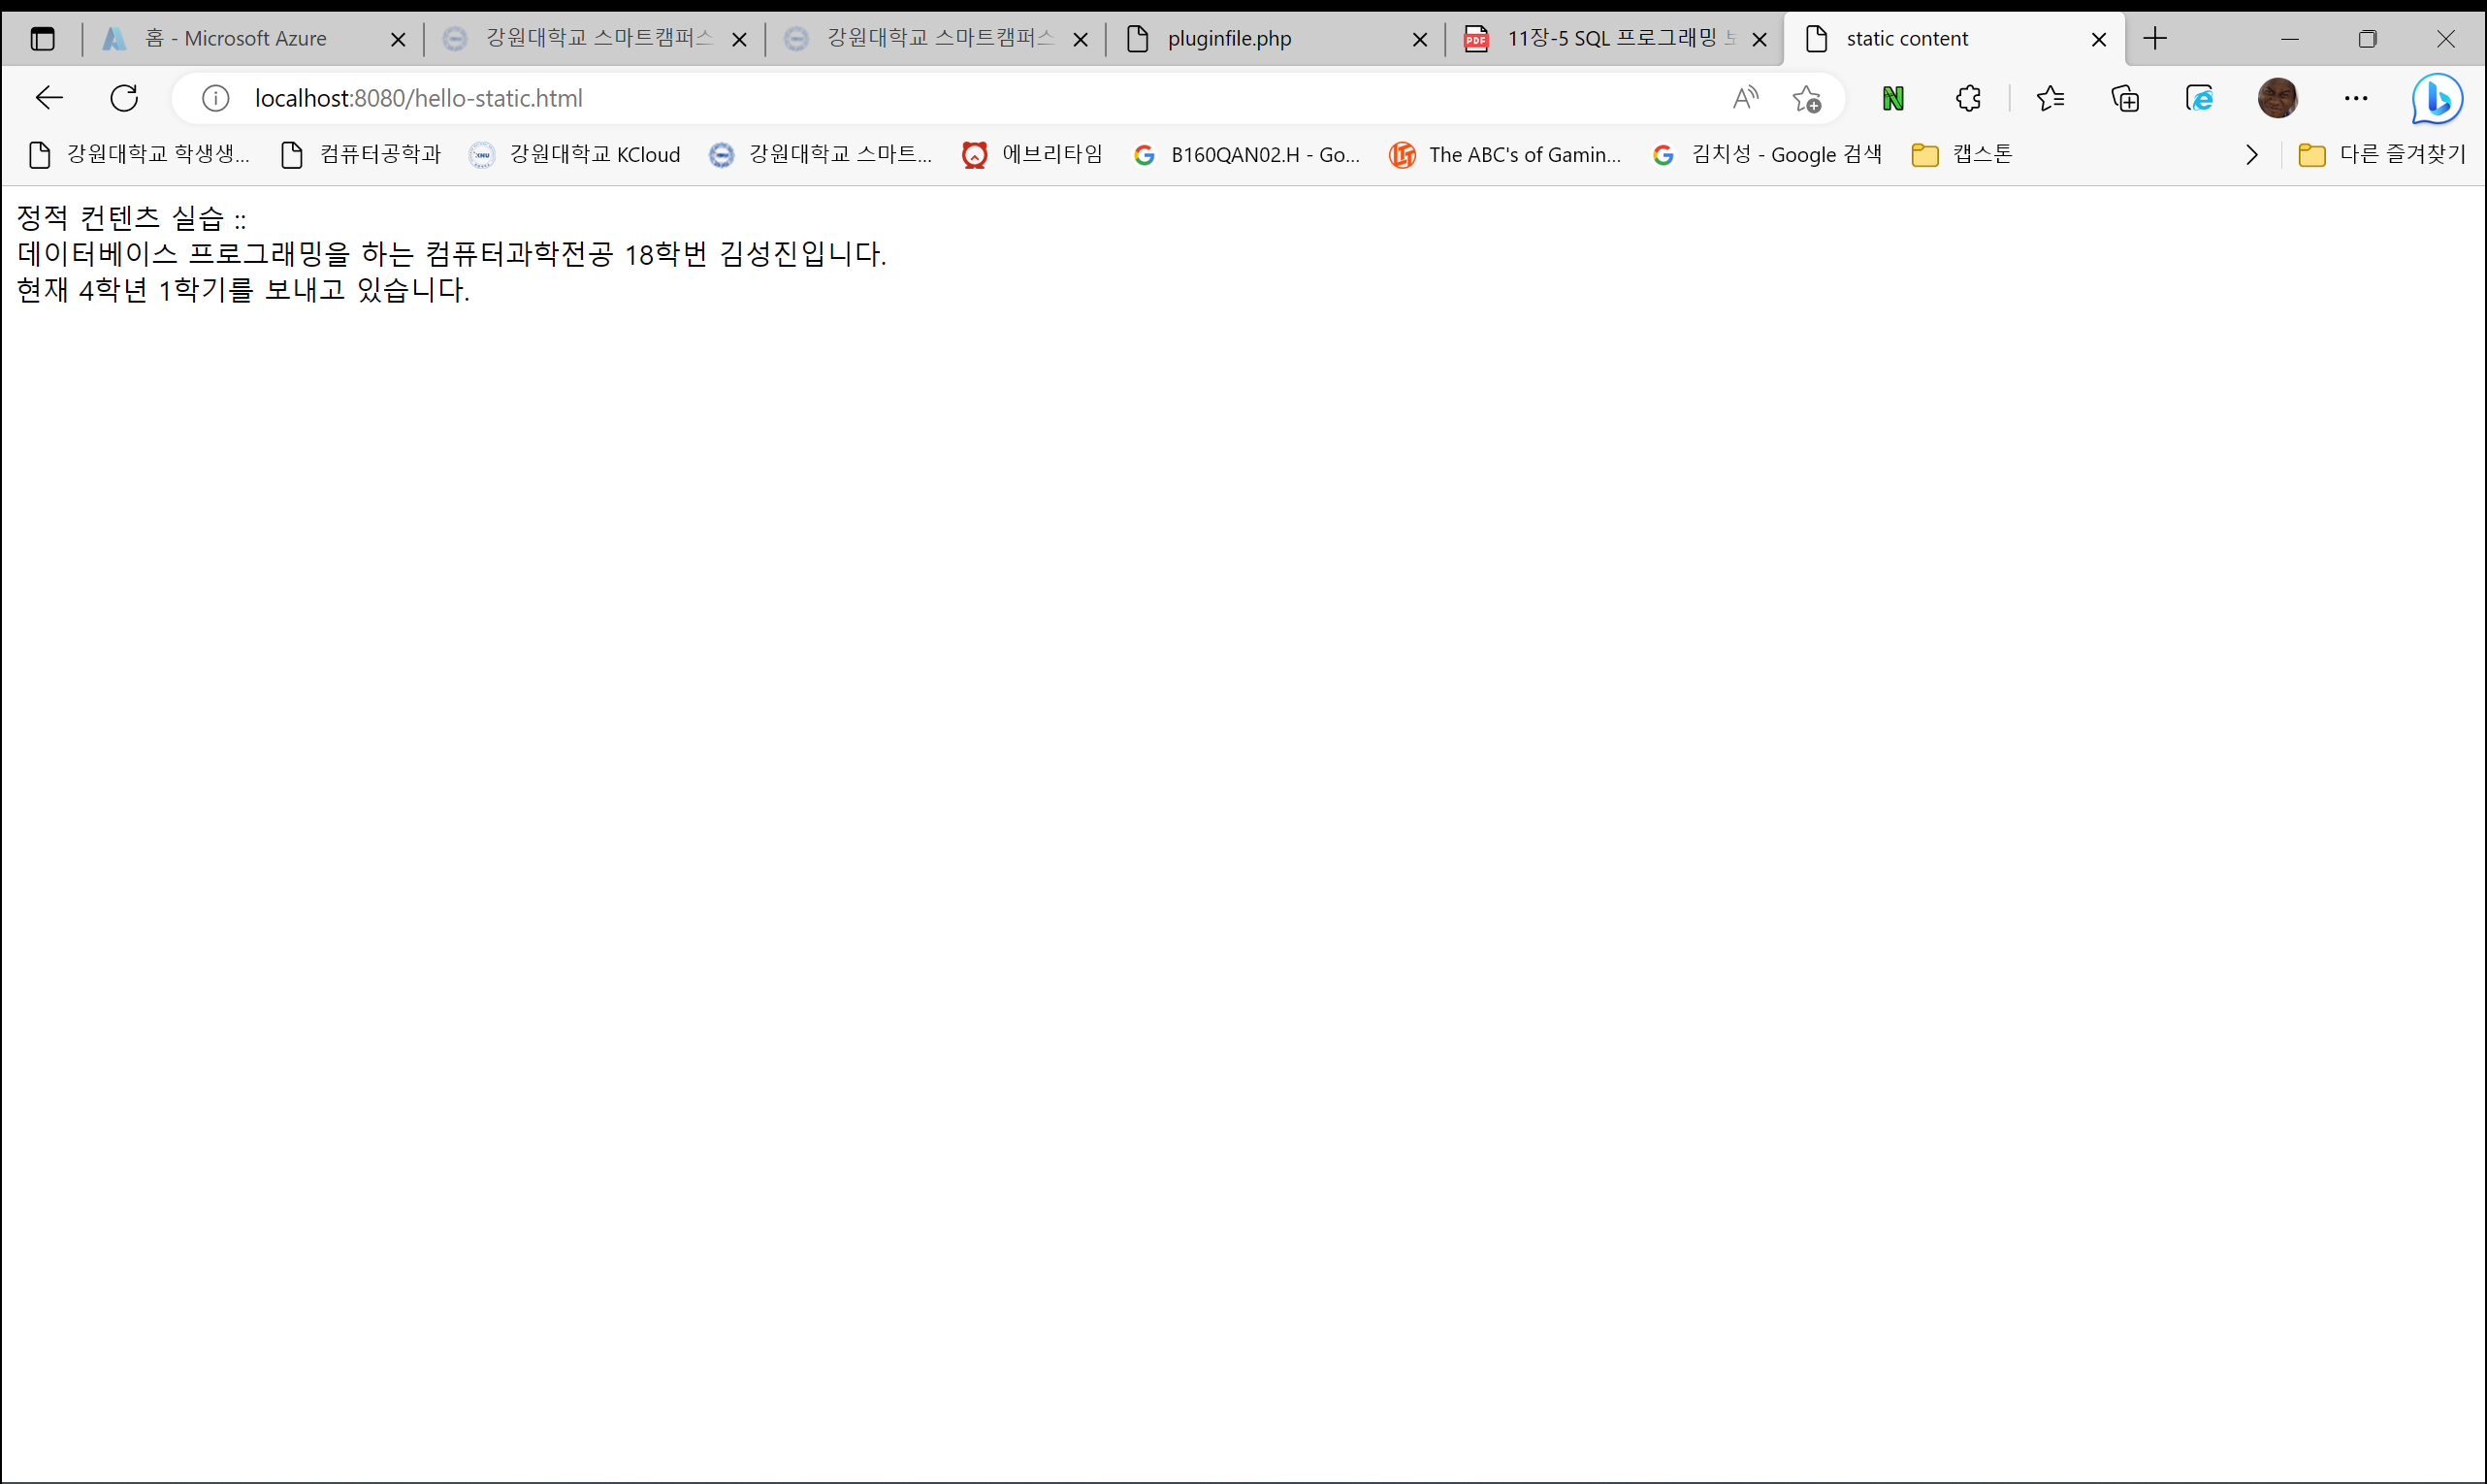 홈 - Microsoft Azure
강원대학교 스마트캠퍼스
강원대학교 스마트캠퍼스
pluginfile.php
11장-5 SQL 프로그래밍
static content
localhost:8080/hello-static.html
강원대학교 학생생...
컴퓨터공학과
강원대학교 KCloud
강원대학교 스마트...
에브리타임
B160QAN02.H - Go...
The ABC's of Gamin...
김치성 - Google 검색
캡스톤
다른 즐겨찾기
정적 컨텐츠 실습 ::
데이터베이스 프로그래밍을 하는 컴퓨터과학전공 18학번 김성진입니다.
현재 4학년 1학기를 보내고 있습니다.